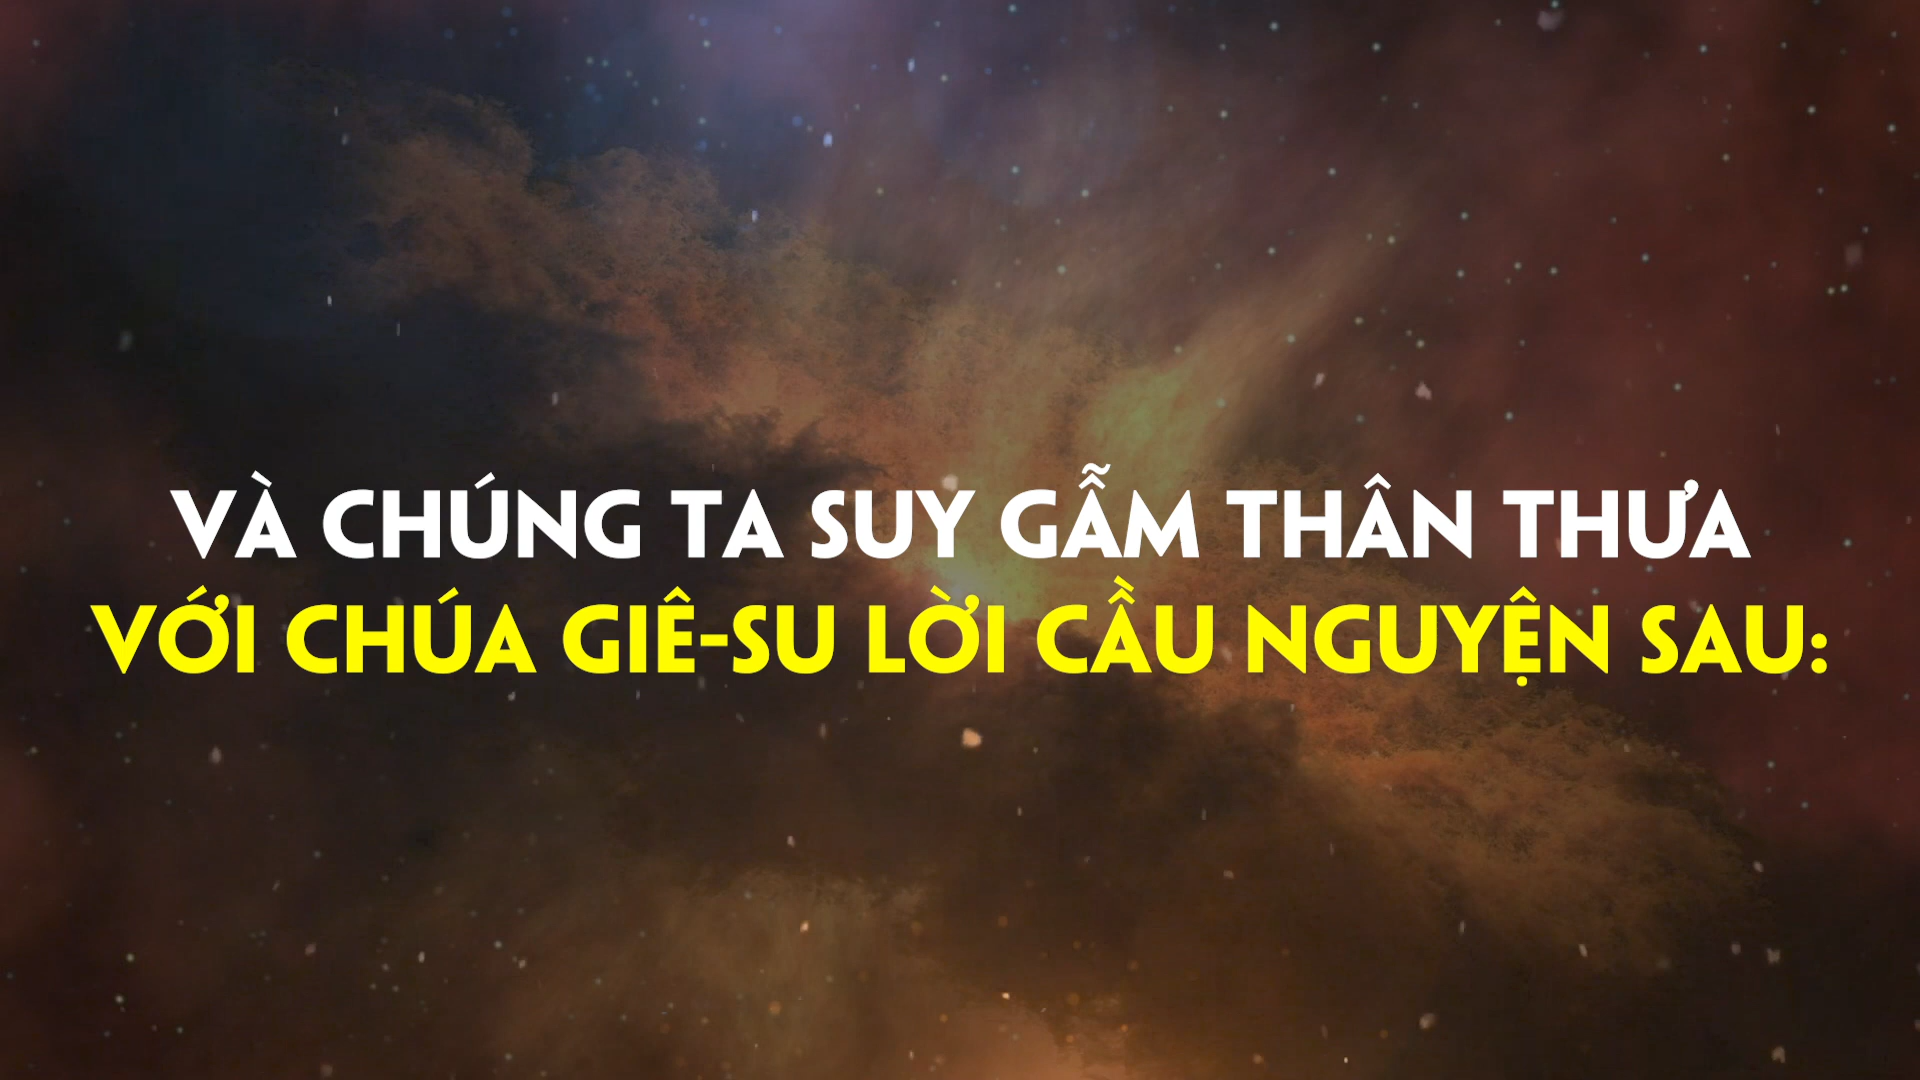 VÀ CHÚNG TA SUY GẪM THÂN THƯA
VỚI CHÚA GIÊ-SU LỜI CẦU NGUYỆN SAU: